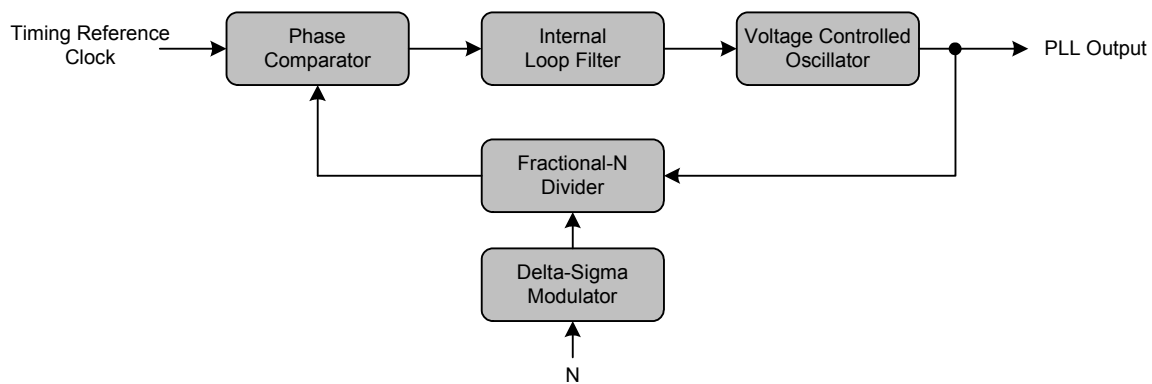 Timing Reference
Clock
Phase
Comparator
Internal
Loop Filter
Voltage Controlled
Oscillator
PLL Output
Fractional-N
Divider
Delta-Sigma
Modulator
N